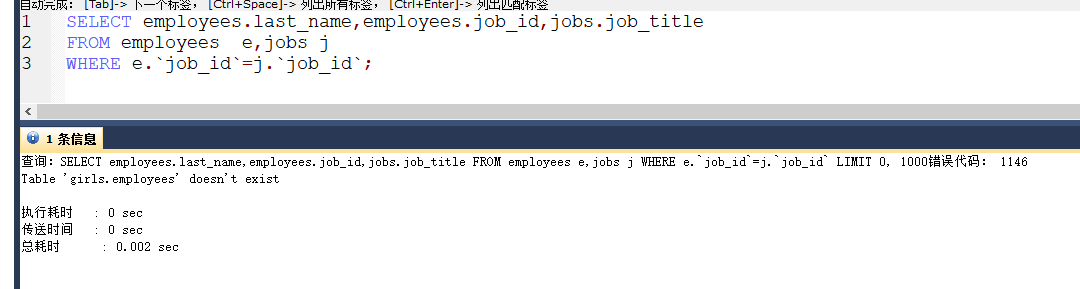 自动完成： [Tab]-> 下一个标签， [Ctrl+Space]-> 列出所有标签， [Ctrl+Enter]-> 列出匹配标签
1 SELECT employees.last_name,employees.job_id,jobs.job_title
2 FROM employees  e,jobs j
3 WHERE e.`job_id`=j.`job_id`;
1 条信息
查询：SELECT employees.last_name,employees.job_id,jobs.job_title FROM employees e,jobs j WHERE e.`job_id`=j.`job_id` LIMIT 0, 1000错误代码： 1146
Table 'girls.employees' doesn't exist
执行耗时   : 0 sec
传送时间   : 0 sec
总耗时      : 0.002 sec